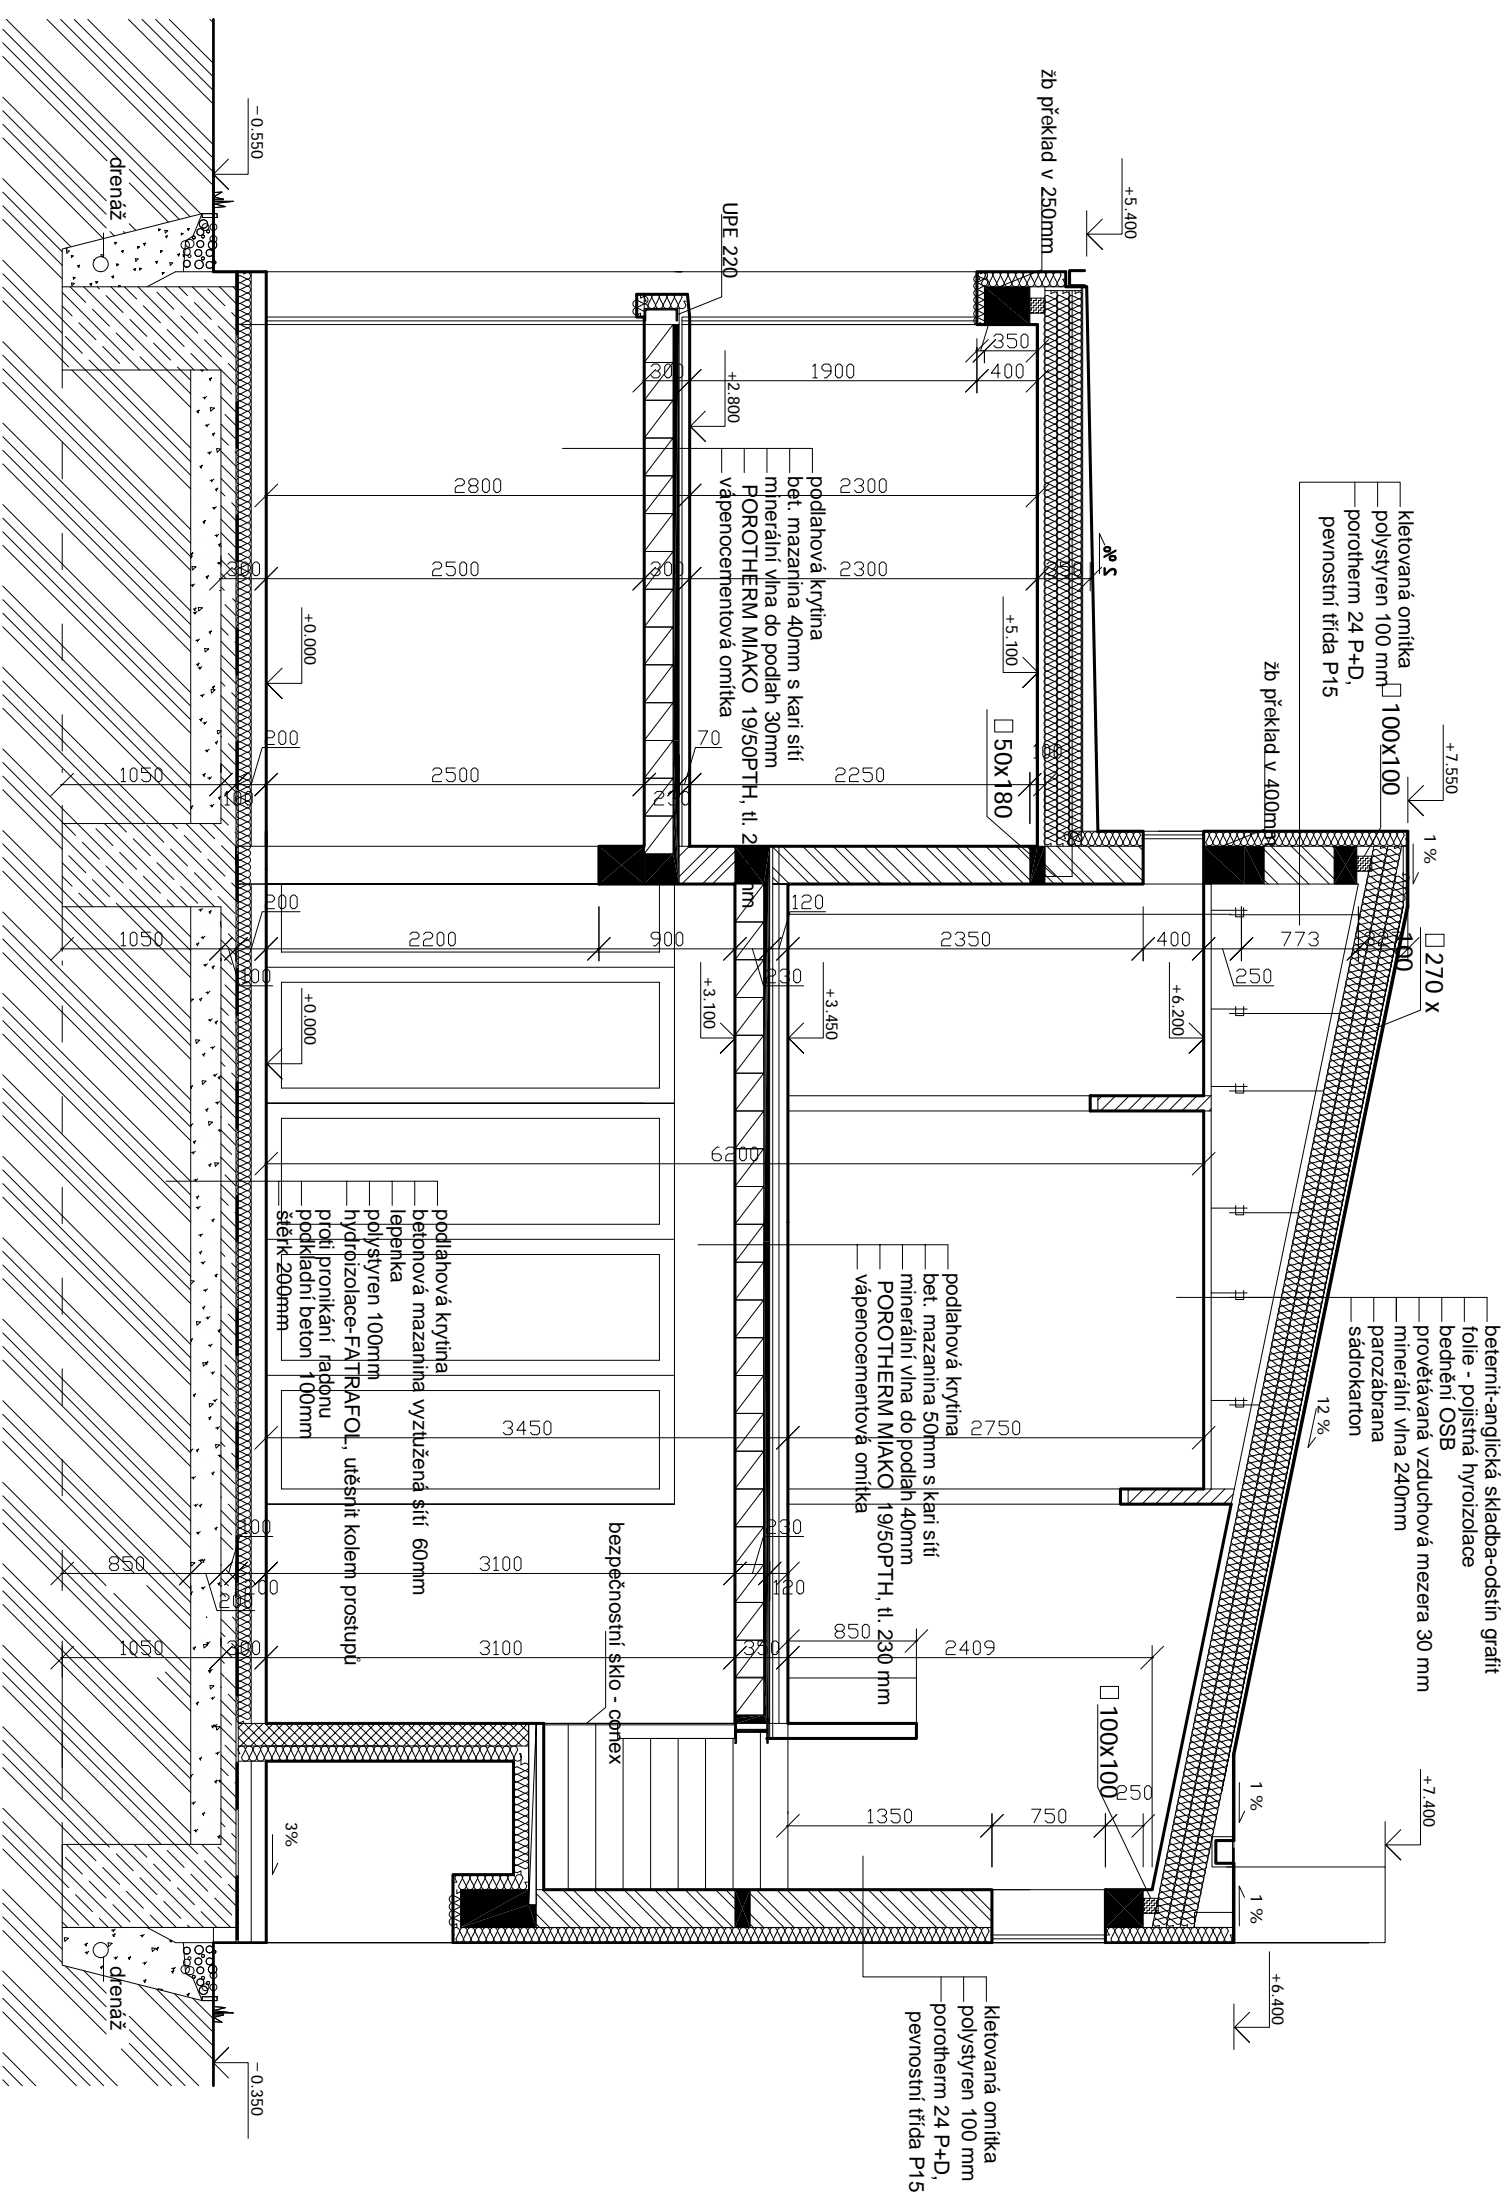 beternit-anglická skladba-odstín grafit
folie - pojistná hyroizolace
bednění OSB
provětávaná vzduchová mezera 30 mm
minerální vlna 240mm
parozábrana
sádrokarton
12 %
+7.550
+7.400
1 %
1 %
1 %
□ 270 x
100
□ 100x100
kletovaná omítka
polystyren 100 mm
porotherm 24 P+D,
pevnostní třída P15
žb překlad v 400mm
+6.400
+5.400
žb překlad v 250mm
2 %
350
400
1900
300
+2.800
UPE 220
2300
2800
2300
300
2500
300
+5.100
+0.000
□ 50x180
100
2250
70
250
2500
200
100
1050
podlahová krytina
bet. mazanina 40mm s kari sítí
minerální vlna do podlah 30mm
POROTHERM MIAKO 19/50PTH, tl. 2
mm
vápenocementová omítka
773
250
400
2350
120
230
900
2200
200
100
1050
+6.200
+3.450
+3.100
+0.000
6200
2750
3450
podlahová krytina
bet. mazanina 50mm s kari sítí
minerální vlna do podlah 40mm
POROTHERM MIAKO 19/50PTH, tl. 230 mm
vápenocementová omítka
podlahová krytina
betonová mazanina vyztužená sítí 60mm
lepenka
polystyren 100mm
hydroizolace-FATRAFOL, utěsnit kolem prostupů
proti pronikání radonu
podkladní beton 100mm
štěrk 200mm
230
120
3100
100
200
200
850
2409
850
350
3100
300
1050
bezpečnostní sklo - conex
□ 100x100
250
750
1350
3%
kletovaná omítka
polystyren 100 mm
porotherm 24 P+D,
pevnostní třída P15
-0.550
drenáž
-0.350
drenáž